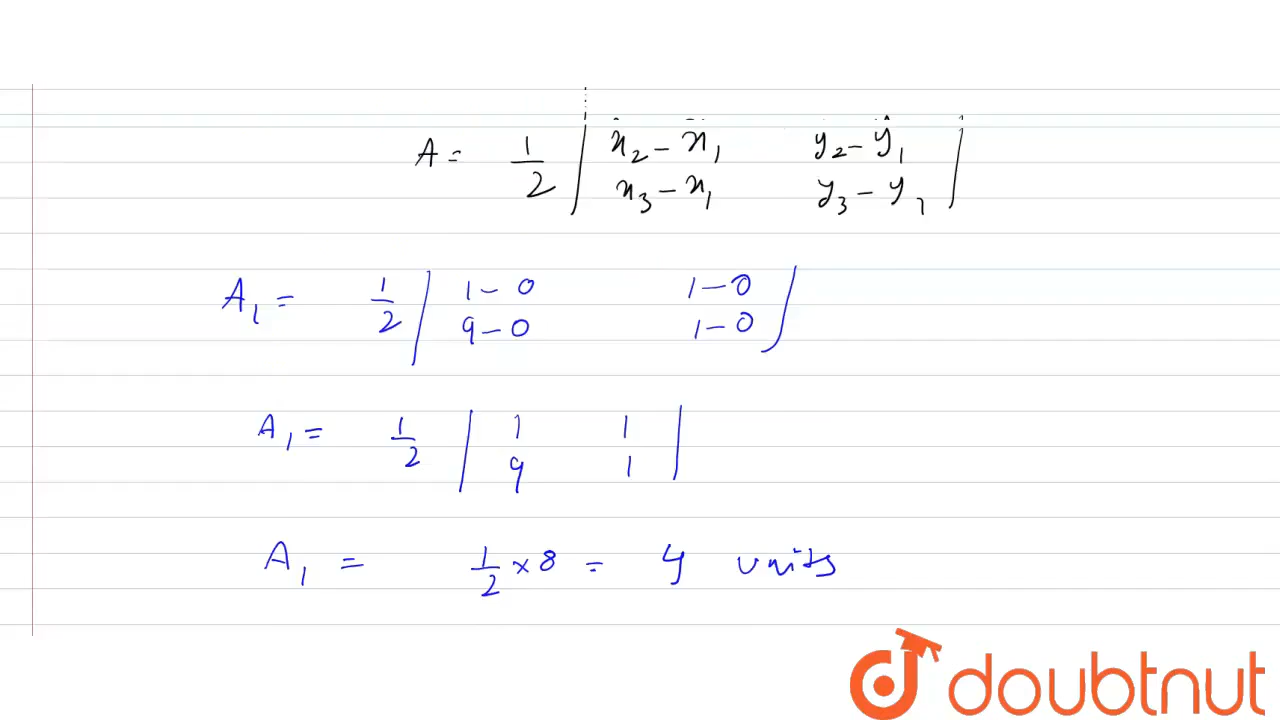 A = 1/2 | x₂ - x₁ y₂ - y₁ |
| x₃ - x₁ y₃ - y₁ |
A₁ = 1/2 | 1 - 0 1 - 0 |
| 9 - 0 1 - 0 |
A₁ = 1/2 | 1 1 |
| 9 1 |
A₁ = 1/2 × 8 = 4 units
doubtnut